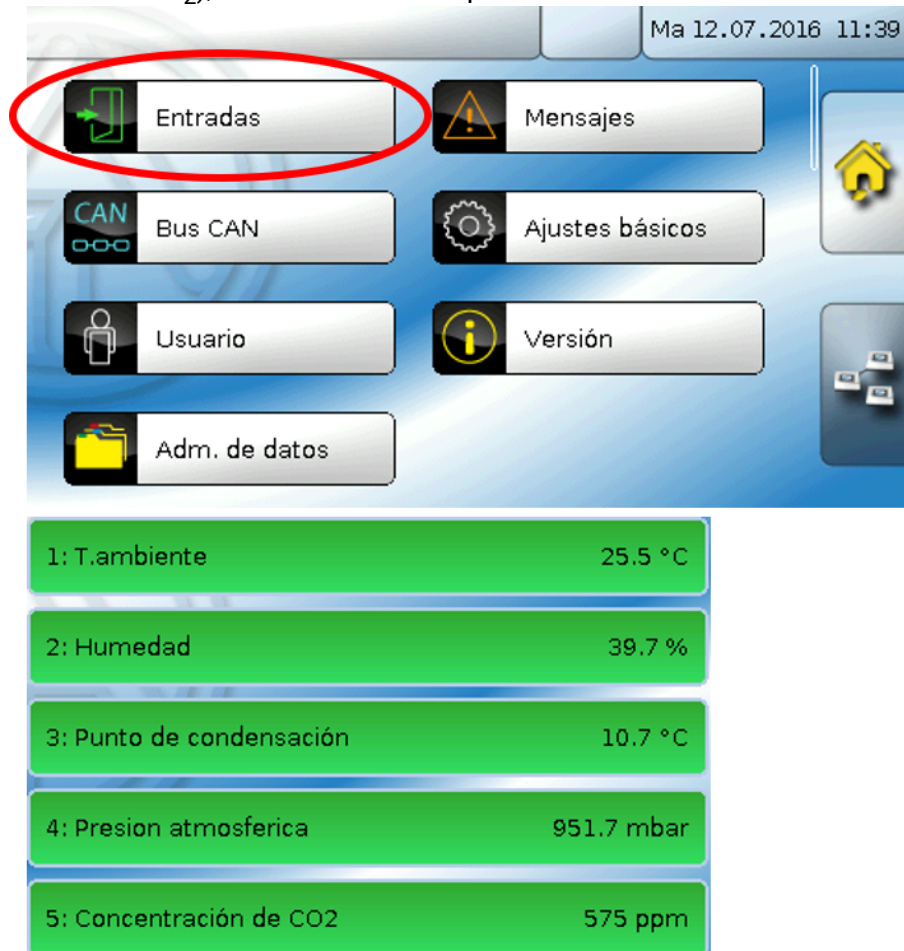 Ma 12.07.2016 11:39
Entradas
Mensajes
CAN
Bus CAN
Ajustes básicos
Usuario
Versión
Adm. de datos
1: T.ambiente 25.5 °C
2: Humedad 39.7 %
3: Punto de condensación 10.7 °C
4: Presion atmosferica 951.7 mbar
5: Concentración de CO2 575 ppm